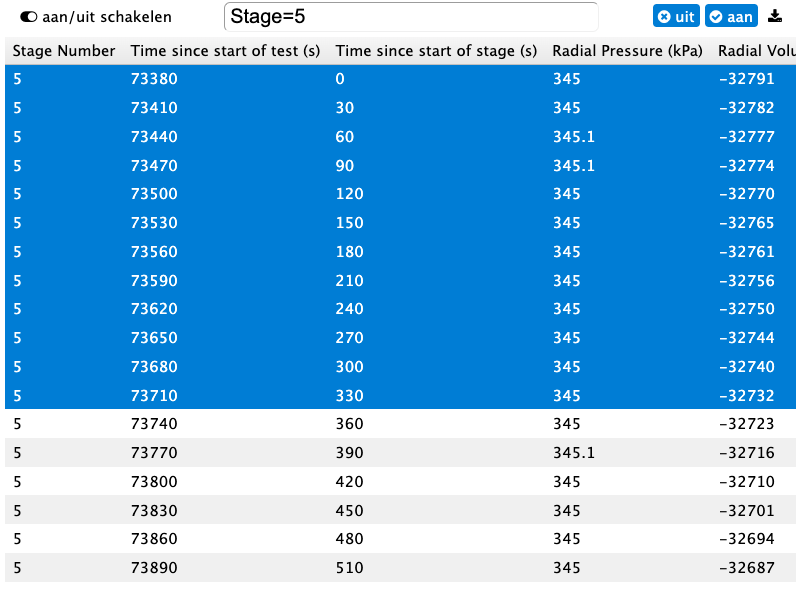 aan/uit schakelen Stage=5 uit aan
Stage Number Time since start of test (s) Time since start of stage (s) Radial Pressure (kPa) Radial Volu
5 73380 0 345 -32791
5 73410 30 345 -32782
5 73440 60 345.1 -32777
5 73470 90 345.1 -32774
5 73500 120 345 -32770
5 73530 150 345 -32765
5 73560 180 345 -32761
5 73590 210 345 -32756
5 73620 240 345 -32750
5 73650 270 345 -32744
5 73680 300 345 -32740
5 73710 330 345 -32732
5 73740 360 345 -32723
5 73770 390 345.1 -32716
5 73800 420 345 -32710
5 73830 450 345 -32701
5 73860 480 345 -32694
5 73890 510 345 -32687